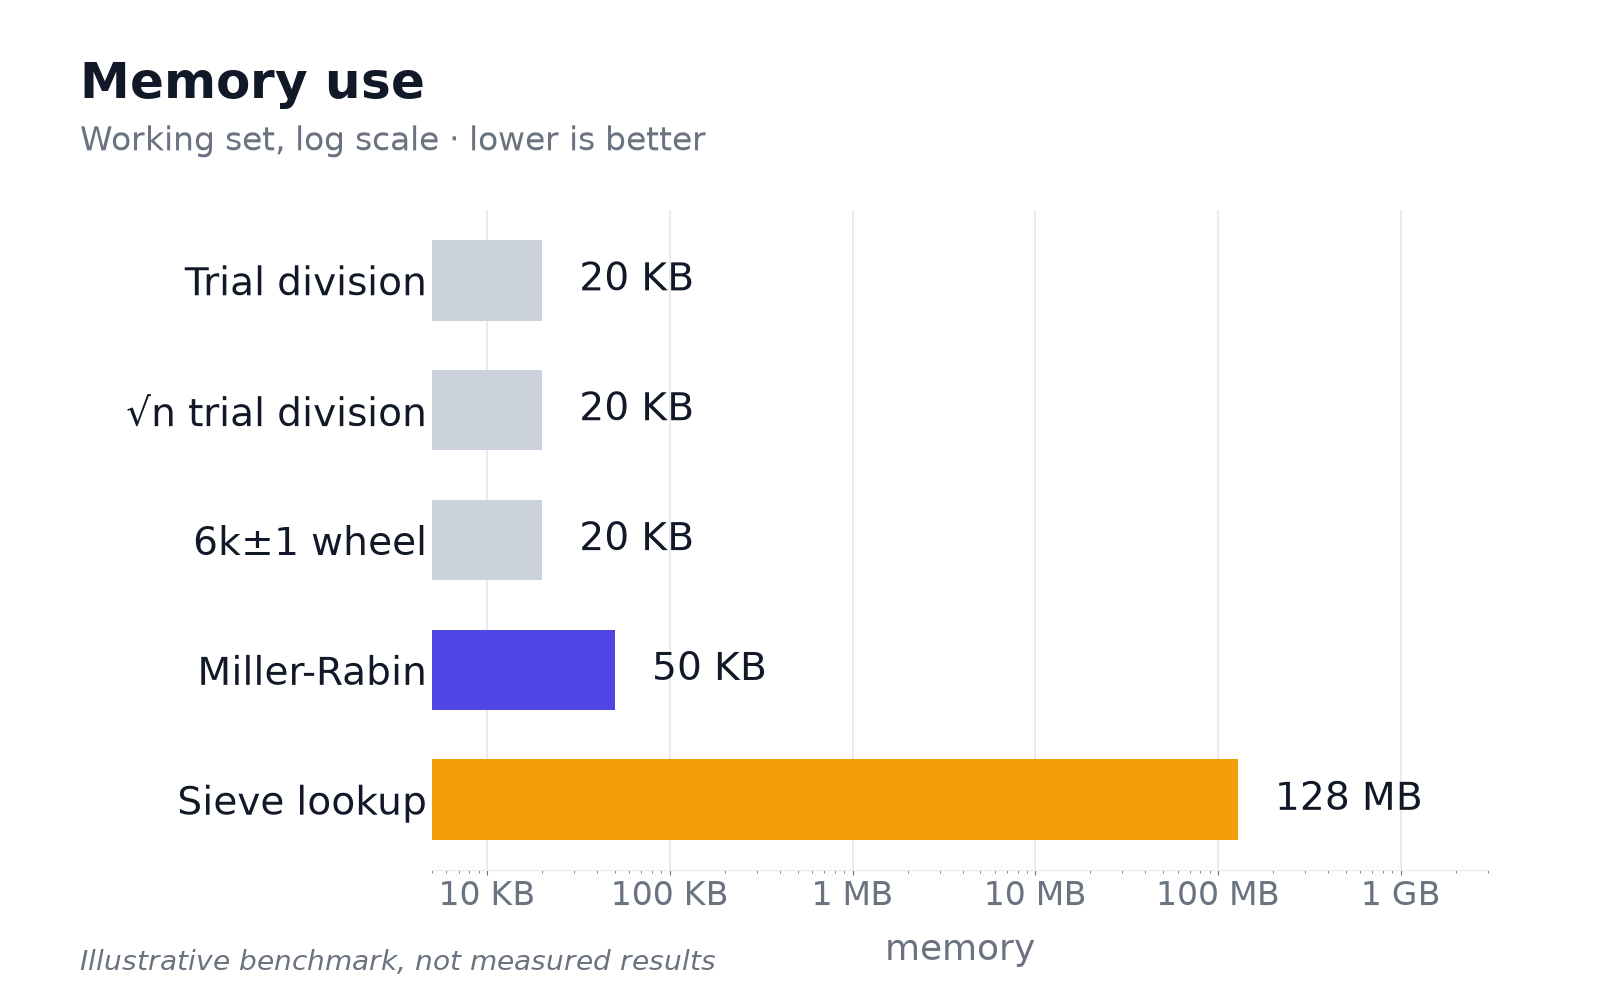 Memory use
Working set, log scale · lower is better
Trial division 20 KB
√n trial division 20 KB
6k±1 wheel 20 KB
Miller-Rabin 50 KB
Sieve lookup 128 MB
10 KB 100 KB 1 MB 10 MB 100 MB 1 GB
memory
Illustrative benchmark, not measured results